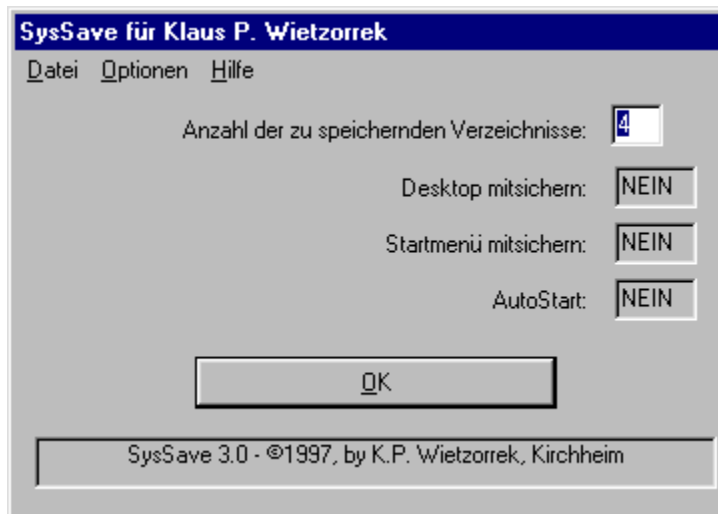 SysSave für Klaus P. Wietzorrek
Datei Optionen Hilfe
Anzahl der zu speichernden Verzeichnisse: 4
Desktop mitsichern: NEIN
Startmenü mitsichern: NEIN
AutoStart: NEIN
OK
SysSave 3.0 - ©1997, by K.P. Wietzorrek, Kirchheim